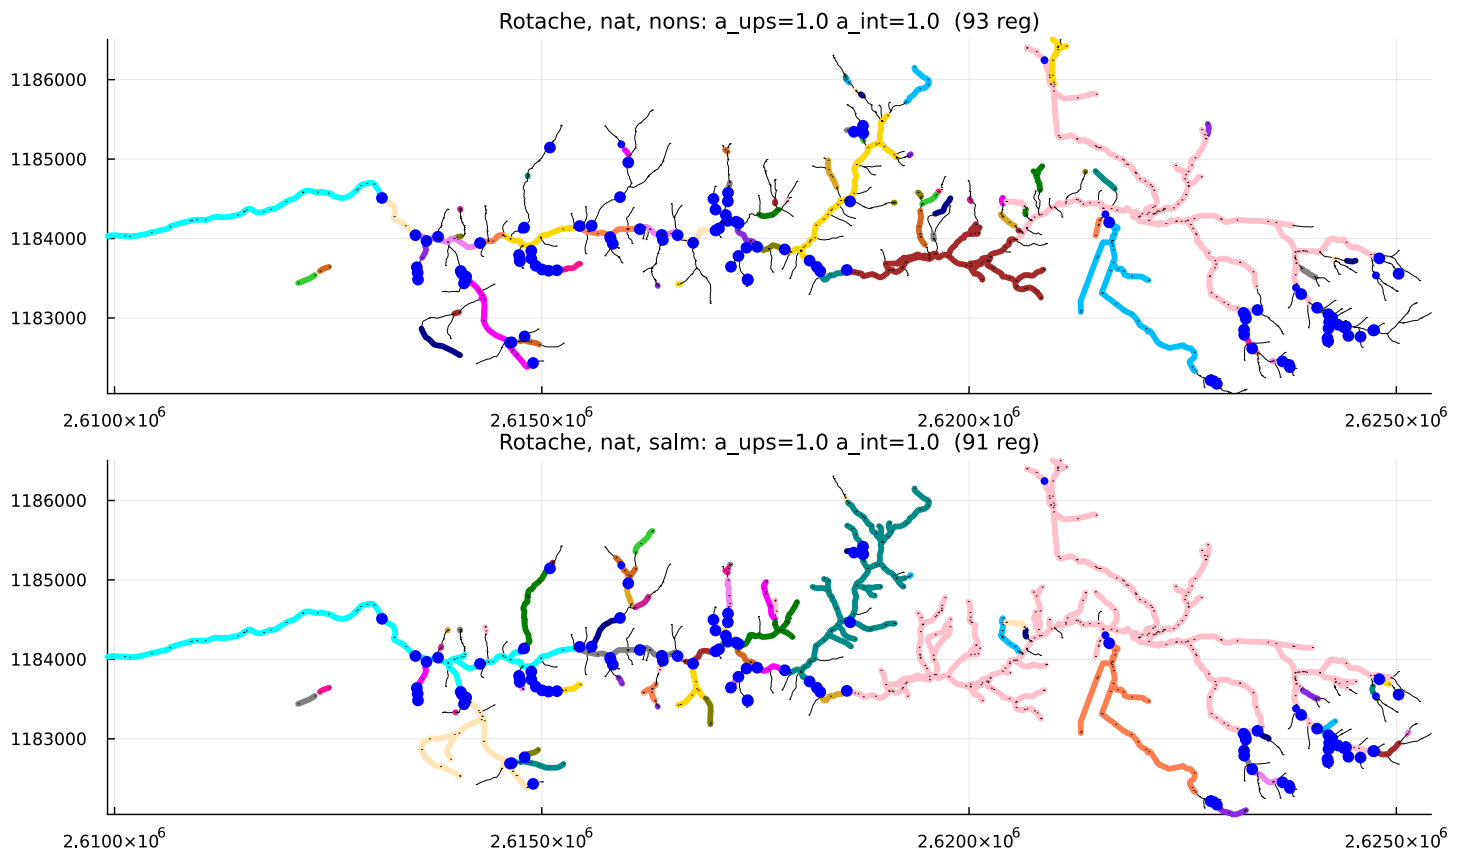 Rotache, nat, nons: a_ups=1.0 a_int=1.0  (93 reg)
1186000
1185000
1184000
1183000
2.6100×10⁶ 2.6150×10⁶ 2.6200×10⁶ 2.6250×10⁶
Rotache, nat, salm: a_ups=1.0 a_int=1.0  (91 reg)
1186000
1185000
1184000
1183000
2.6100×10⁶ 2.6150×10⁶ 2.6200×10⁶ 2.6250×10⁶